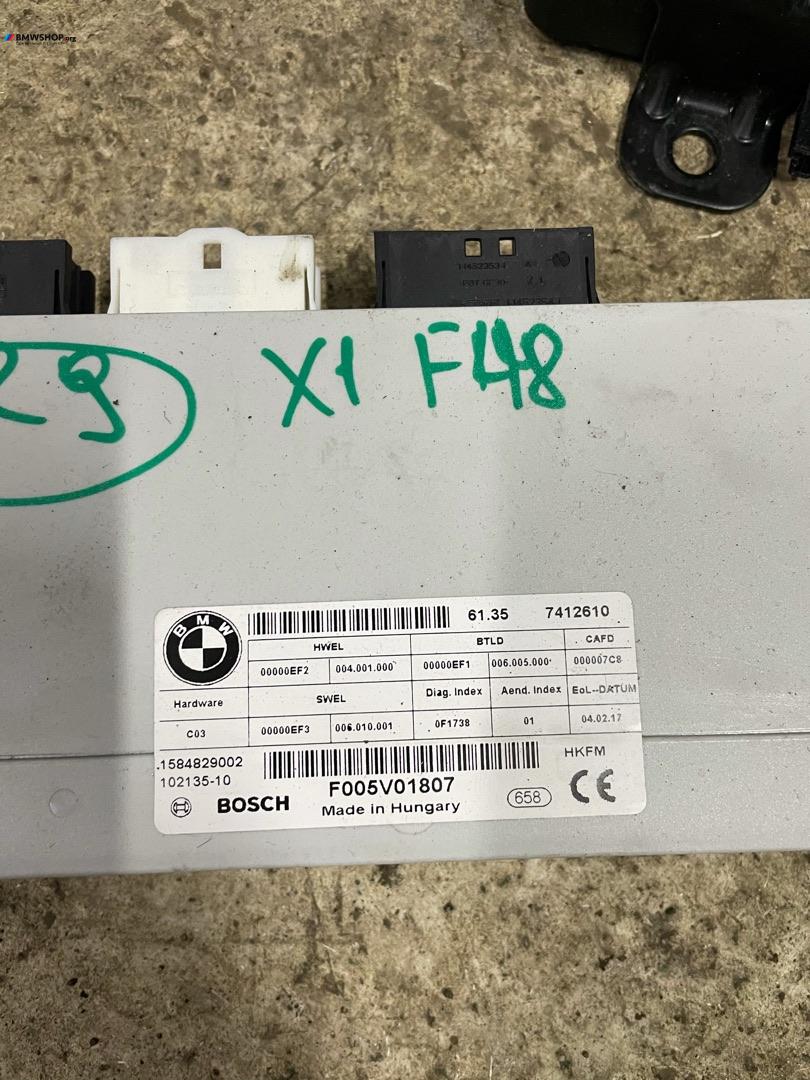 BMWSHOP.org
X1 F48
29
BMW
61.35 7412610
HWEL BTLD CAFD
00000EF2 004.001.000 00000EF1 006.005.000 000007C8
Hardware SWEL Diag. Index Aend. Index EoL--DATUM
C03 00000EF3 006.010.001 0F1738 01 04.02.17
.1584829002 HKFM
102135-10 F005V01807
BOSCH Made in Hungary 658 CE